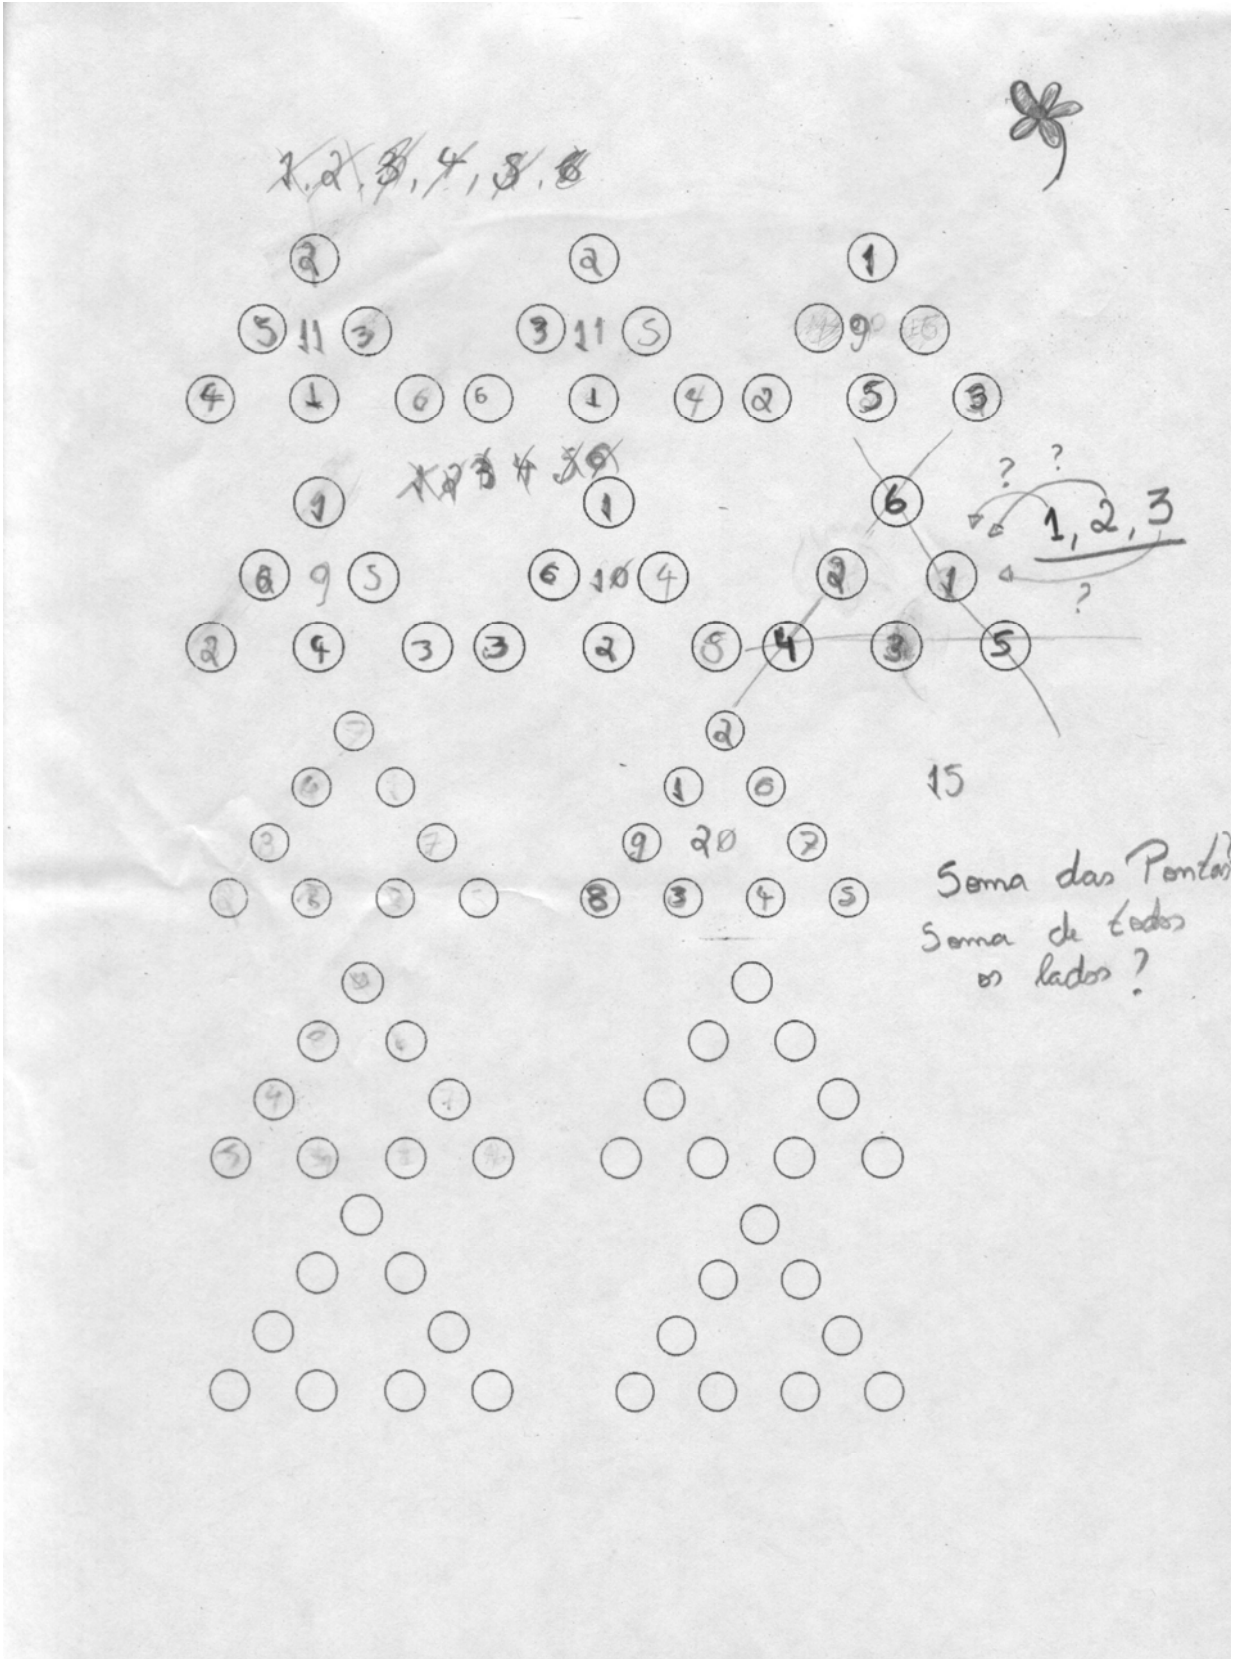 1, 2, 3, 4, 5, 6
2 2 1
5 11 3 3 11 5 9
4 1 6 6 1 4 2 5 3
1 2 3 4 5 6
? ?
1 1 6 1, 2, 3
6 9 5 6 10 4 2 1
?
2 4 3 3 2 5 4 3 5
2
1 6 15
9 20 7
8 3 4 5
Soma das Pontas?
Soma de todos
os lados?